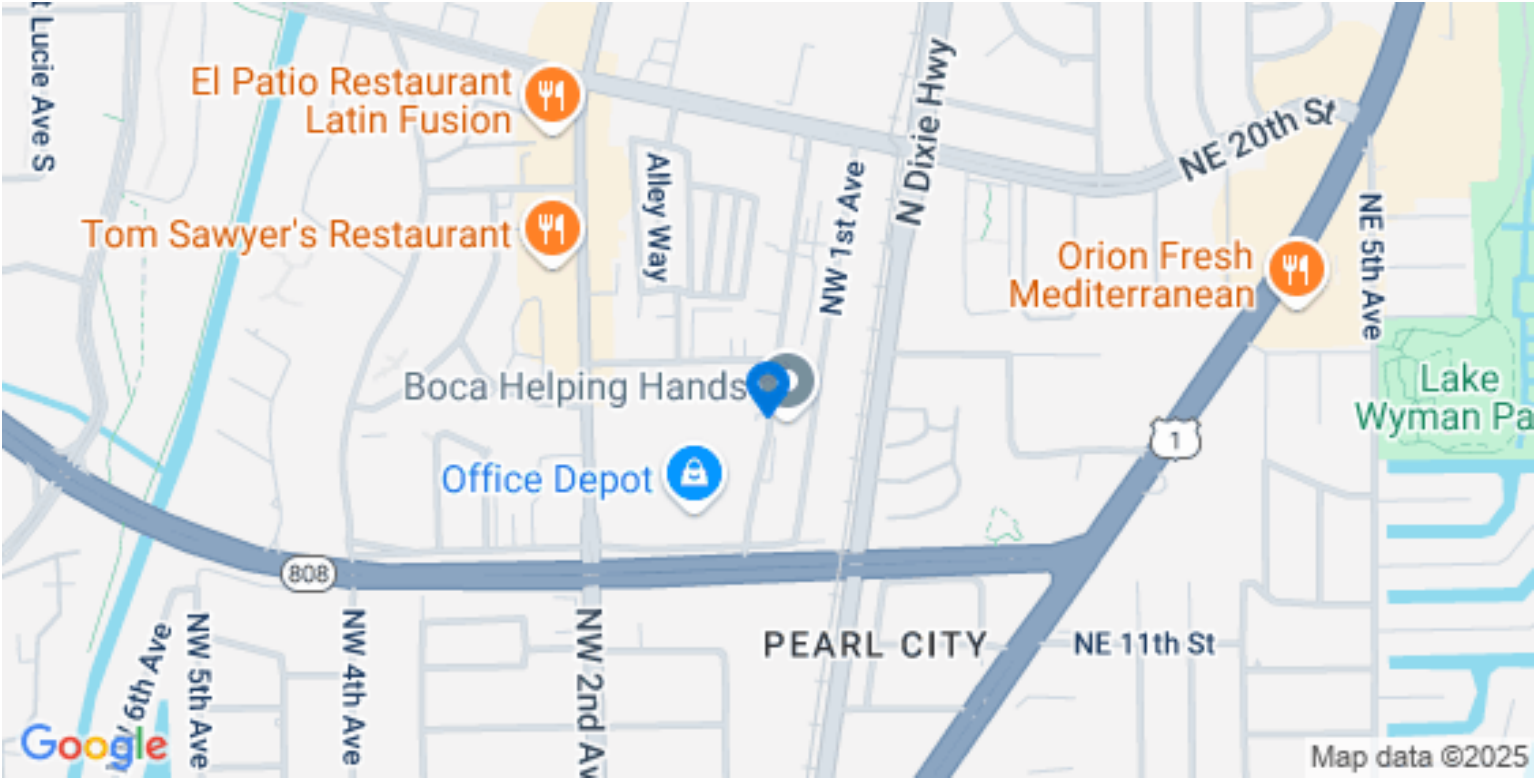 t Lucie Ave S
El Patio Restaurant
Latin Fusion
Alley Way
N Dixie Hwy
NW 1st Ave
NE 20th St
Tom Sawyer's Restaurant
Orion Fresh
Mediterranean
NE 5th Ave
Boca Helping Hands
Lake
Wyman Pa
1
Office Depot
808
PEARL CITY
NE 11th St
6th Ave
NW 5th Ave
NW 4th Ave
NW 2nd Av
Google
Map data ©2025